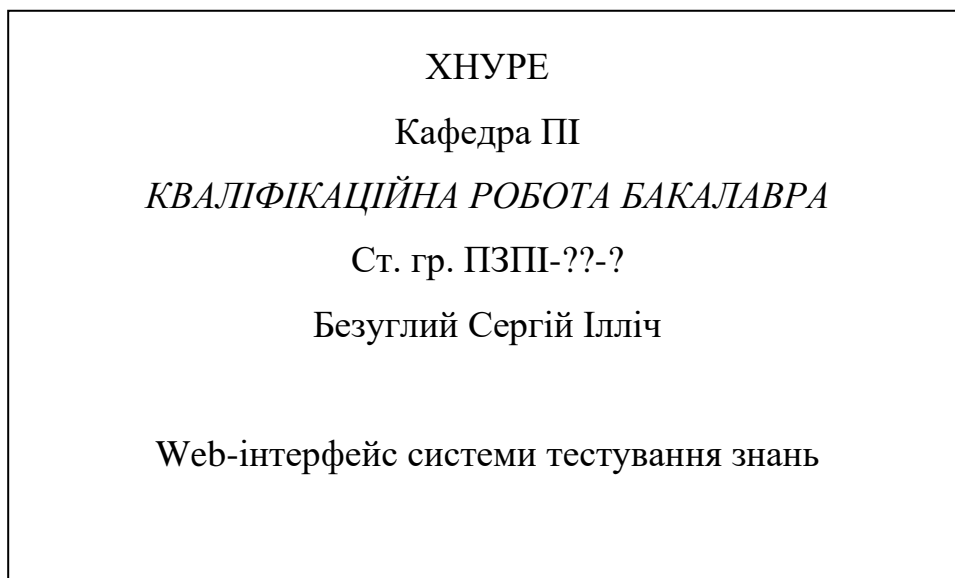 ХНУРЕ
Кафедра ПІ
КВАЛІФІКАЦІЙНА РОБОТА БАКАЛАВРА
Ст. гр. ПЗПІ-??-?
Безуглий Сергій Ілліч
Web-інтерфейс системи тестування знань